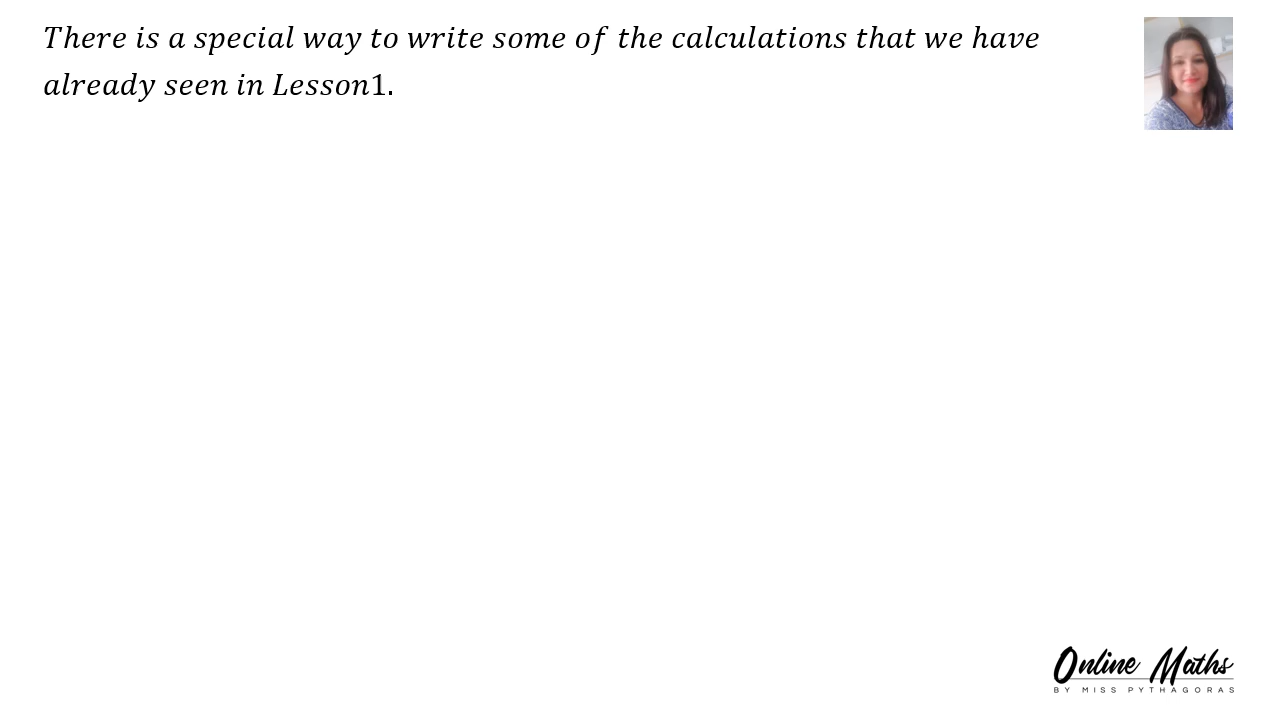 There is a special way to write some of the calculations that we have
already seen in Lesson1.
Online Maths
BY MISS PYTHAGORAS